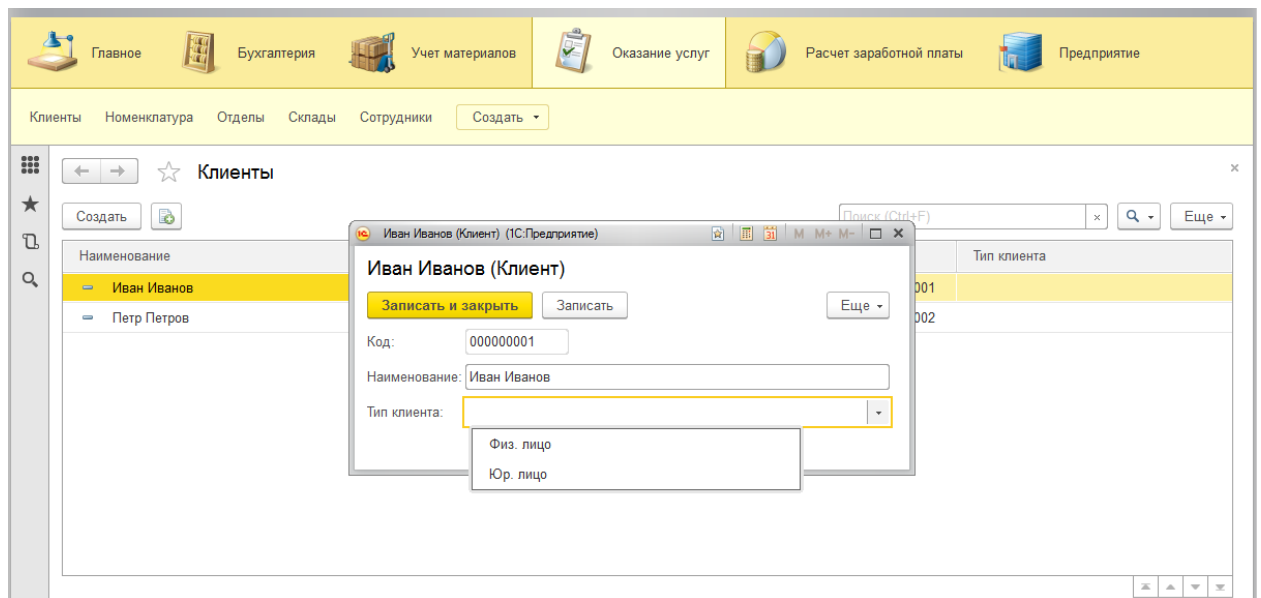 Главное Бухгалтерия Учет материалов Оказание услуг Расчет заработной платы Предприятие
Клиенты Номенклатура Отделы Склады Сотрудники Создать
Клиенты
Создать Поиск (Ctrl+F) × Еще
Наименование Тип клиента
Иван Иванов 001
Петр Петров 002
1С Иван Иванов (Клиент) (1С:Предприятие) 31 M M+ M-
Иван Иванов (Клиент)
Записать и закрыть Записать Еще
Код: 000000001
Наименование: Иван Иванов
Тип клиента:
Физ. лицо
Юр. лицо